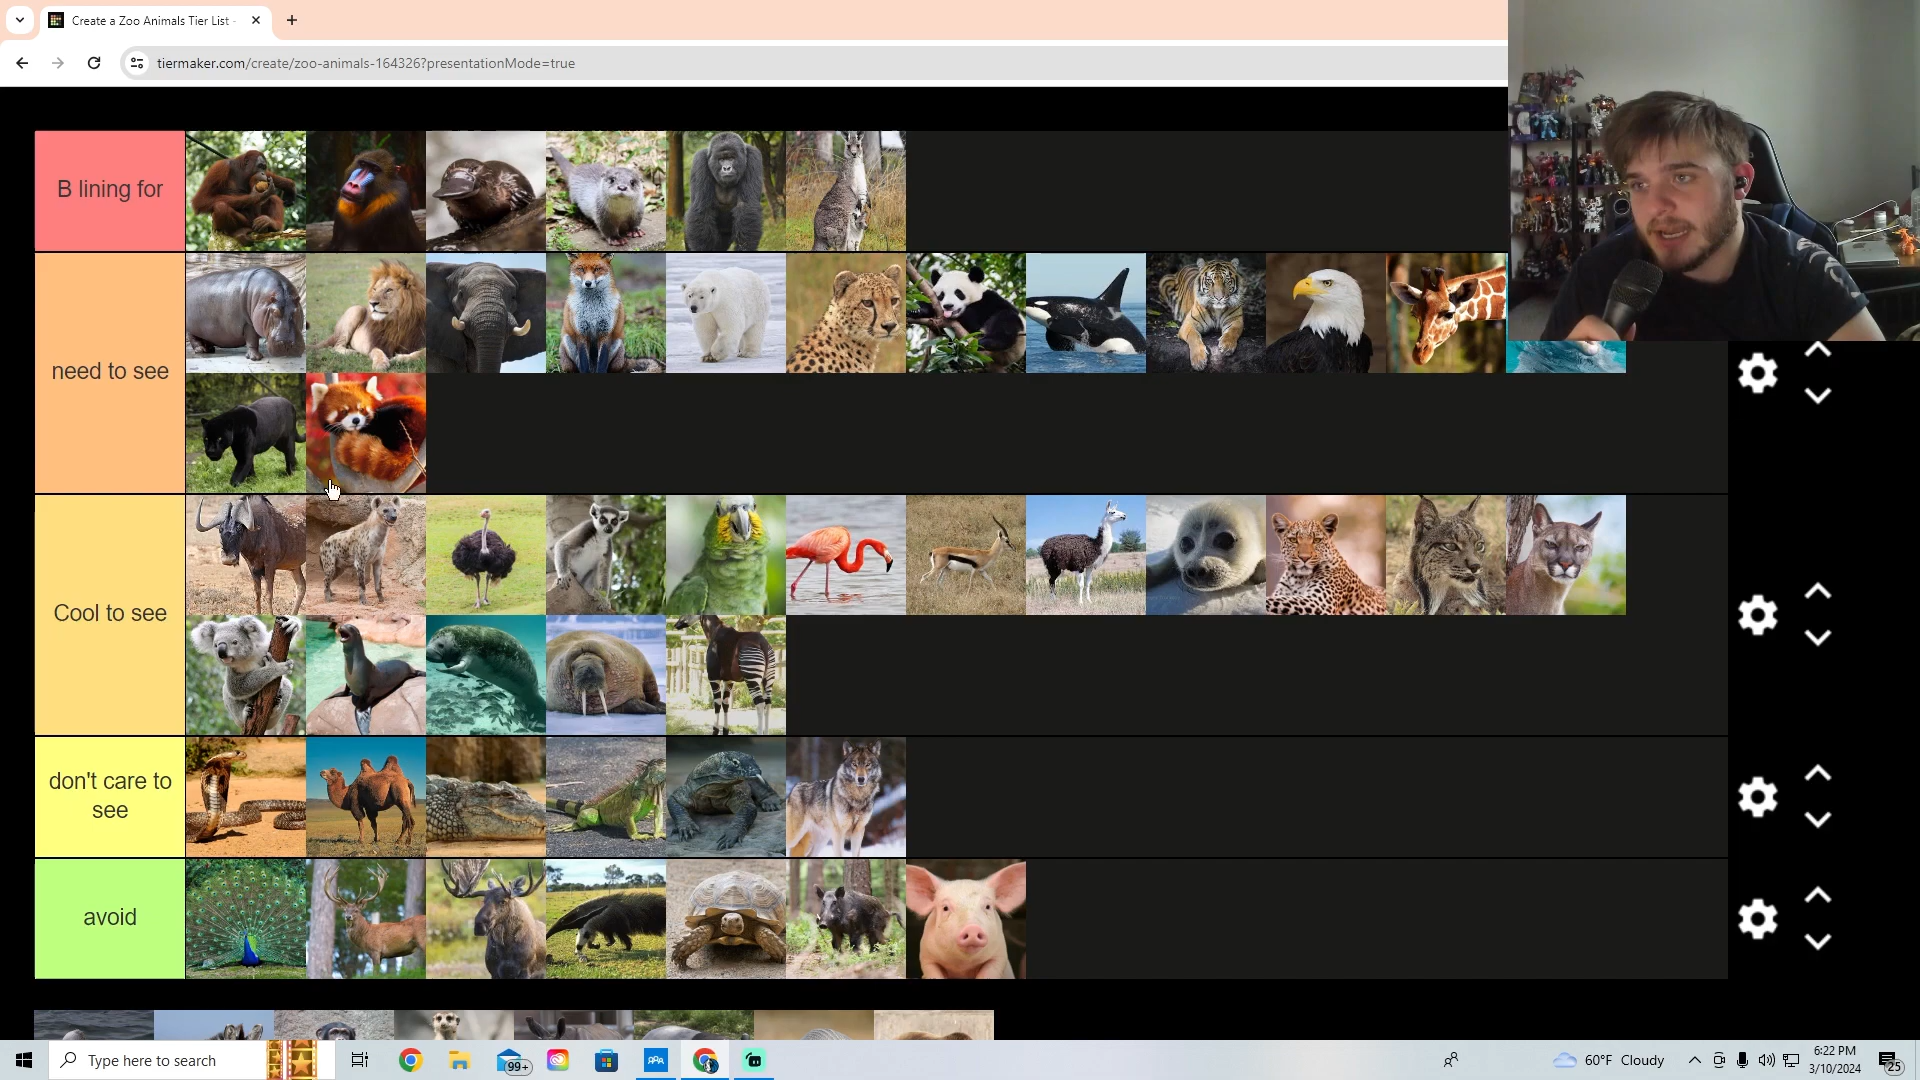 Create a Zoo Animals Tier List -
tiermaker.com/create/zoo-animals-164326?presentationMode=true
B lining for
need to see
Cool to see
don't care to
see
avoid
Type here to search
99+
60°F Cloudy
6:22 PM
3/10/2024
25